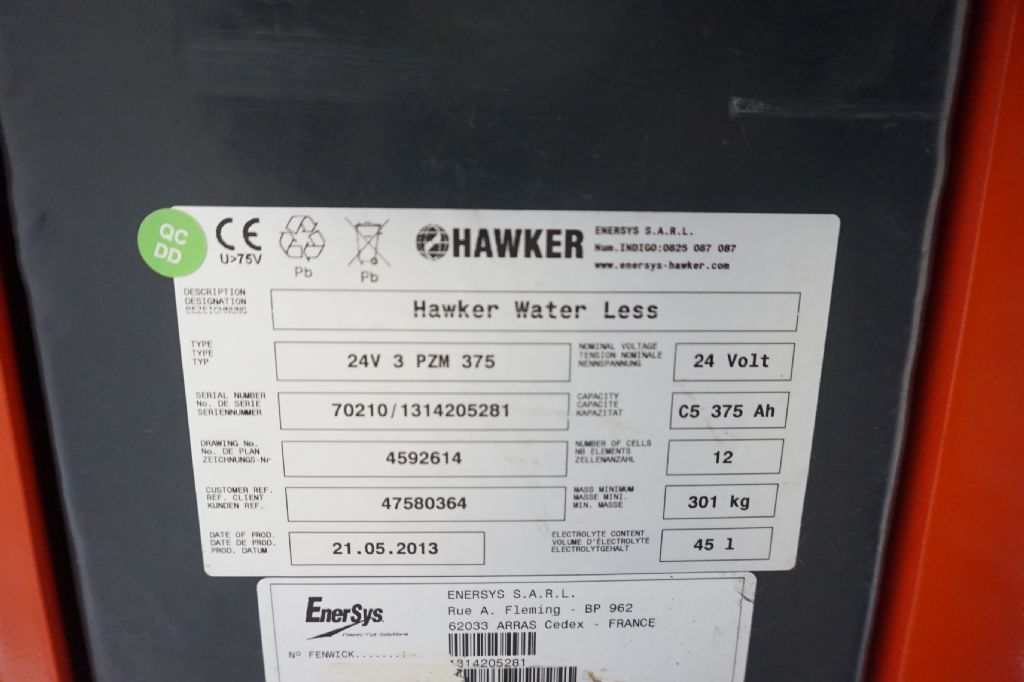 QC
DD
CE
U>75V
Pb
Pb
HAWKER
ENERSYS S.A.R.L.
Num.INDIGO:0825 087 087
www.enersys-hawker.com
DESCRIPTION
DESIGNATION
Hawker Water Less
TYPE
TYPE
TYP
24V 3 PZM 375
NOMINAL VOLTAGE
TENSION NOMINALE
NENNSPANNUNG
24 Volt
SERIAL NUMBER
No. DE SERIE
SERIENNUMMER
70210/1314205281
CAPACITY
CAPACITE
KAPAZITAT
C5 375 Ah
DRAWING No.
No. DE PLAN
ZEICHNUNGS-Nr
4592614
NUMBER OF CELLS
NB ELEMENTS
ZELLENANZAHL
12
CUSTOMER REF.
REF. CLIENT
KUNDEN REF.
47580364
MASS MINIMUM
MASSE MINI.
MIN. MASSE
301 kg
DATE OF PROD.
DATE DE PROD.
PROD. DATUM
21.05.2013
ELECTROLYTE CONTENT
VOLUME D'ÉLECTROLYTE
ELECTROLYTGEHALT
45 l
EnerSys
Power/Full Solutions
ENERSYS S.A.R.L.
Rue A. Fleming - BP 962
62033 ARRAS Cedex - FRANCE
Nº FENWICK.......:
1314205281